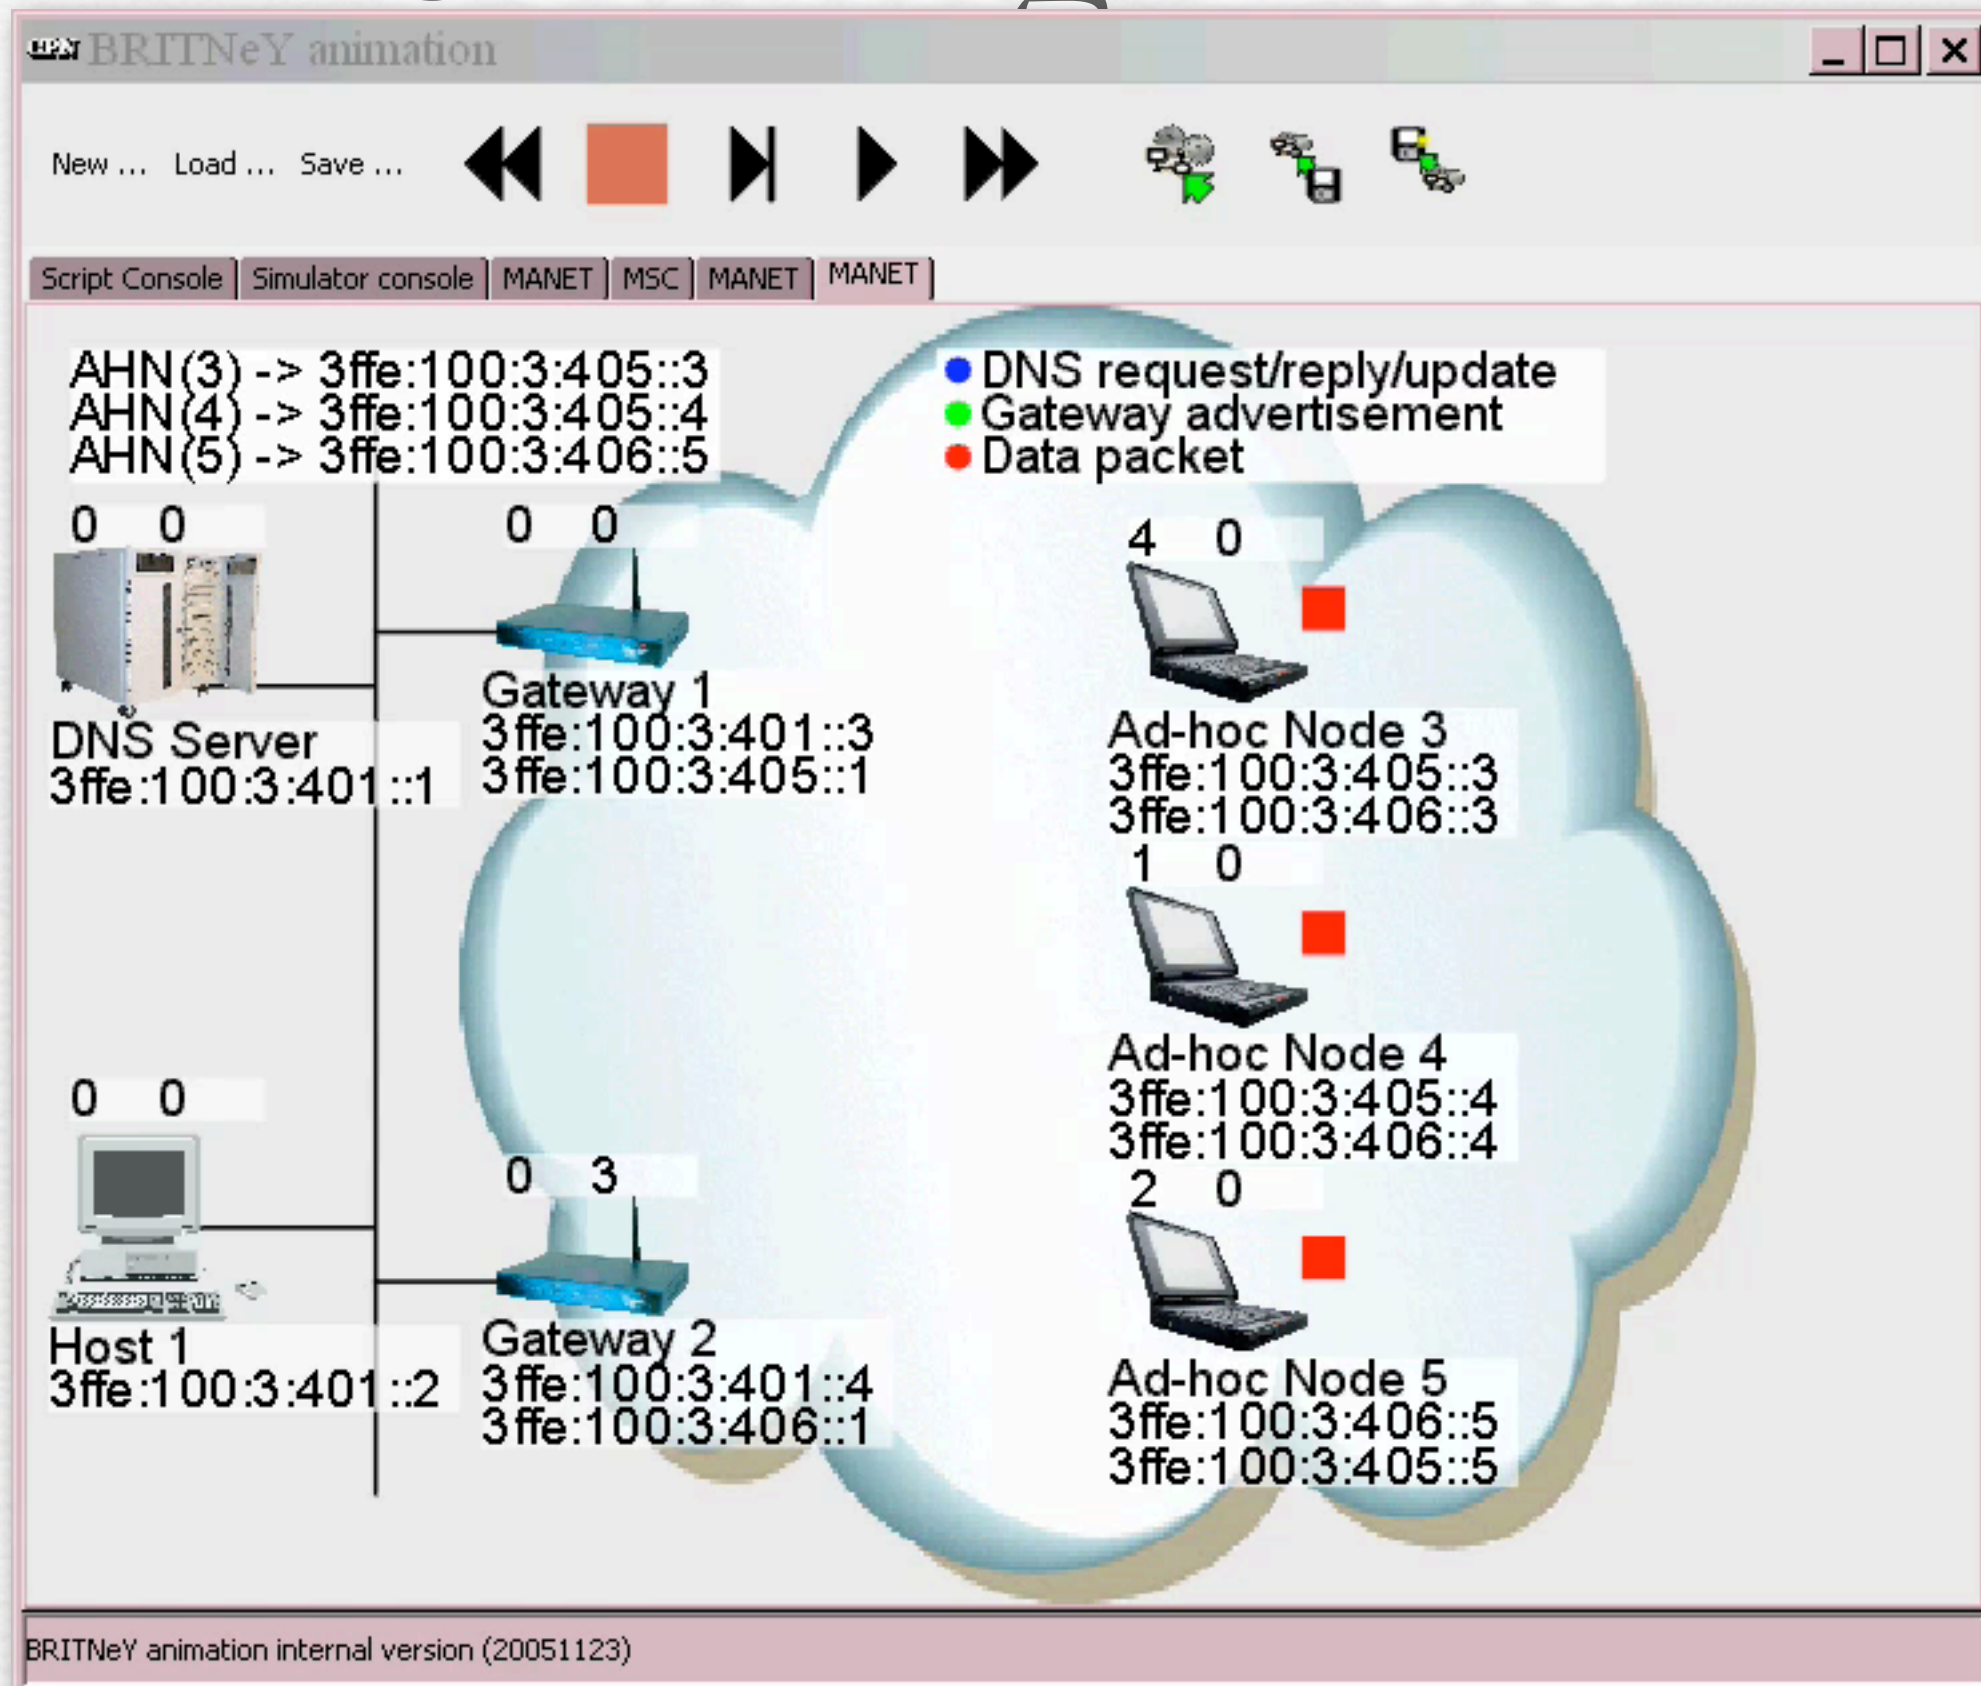 BRITNeY animation
New ... Load ... Save ...
Script Console Simulator console MANET MSC MANET MANET
AHN(3) -> 3ffe:100:3:405::3
AHN(4) -> 3ffe:100:3:405::4
AHN(5) -> 3ffe:100:3:406::5
DNS request/reply/update
Gateway advertisement
Data packet
0 0
DNS Server
3ffe:100:3:401::1
0 0
Gateway 1
3ffe:100:3:401::3
3ffe:100:3:405::1
4 0
Ad-hoc Node 3
3ffe:100:3:405::3
3ffe:100:3:406::3
1 0
Ad-hoc Node 4
3ffe:100:3:405::4
3ffe:100:3:406::4
0 0
Host 1
3ffe:100:3:401::2
0 3
Gateway 2
3ffe:100:3:401::4
3ffe:100:3:406::1
2 0
Ad-hoc Node 5
3ffe:100:3:406::5
3ffe:100:3:405::5
BRITNeY animation internal version (20051123)